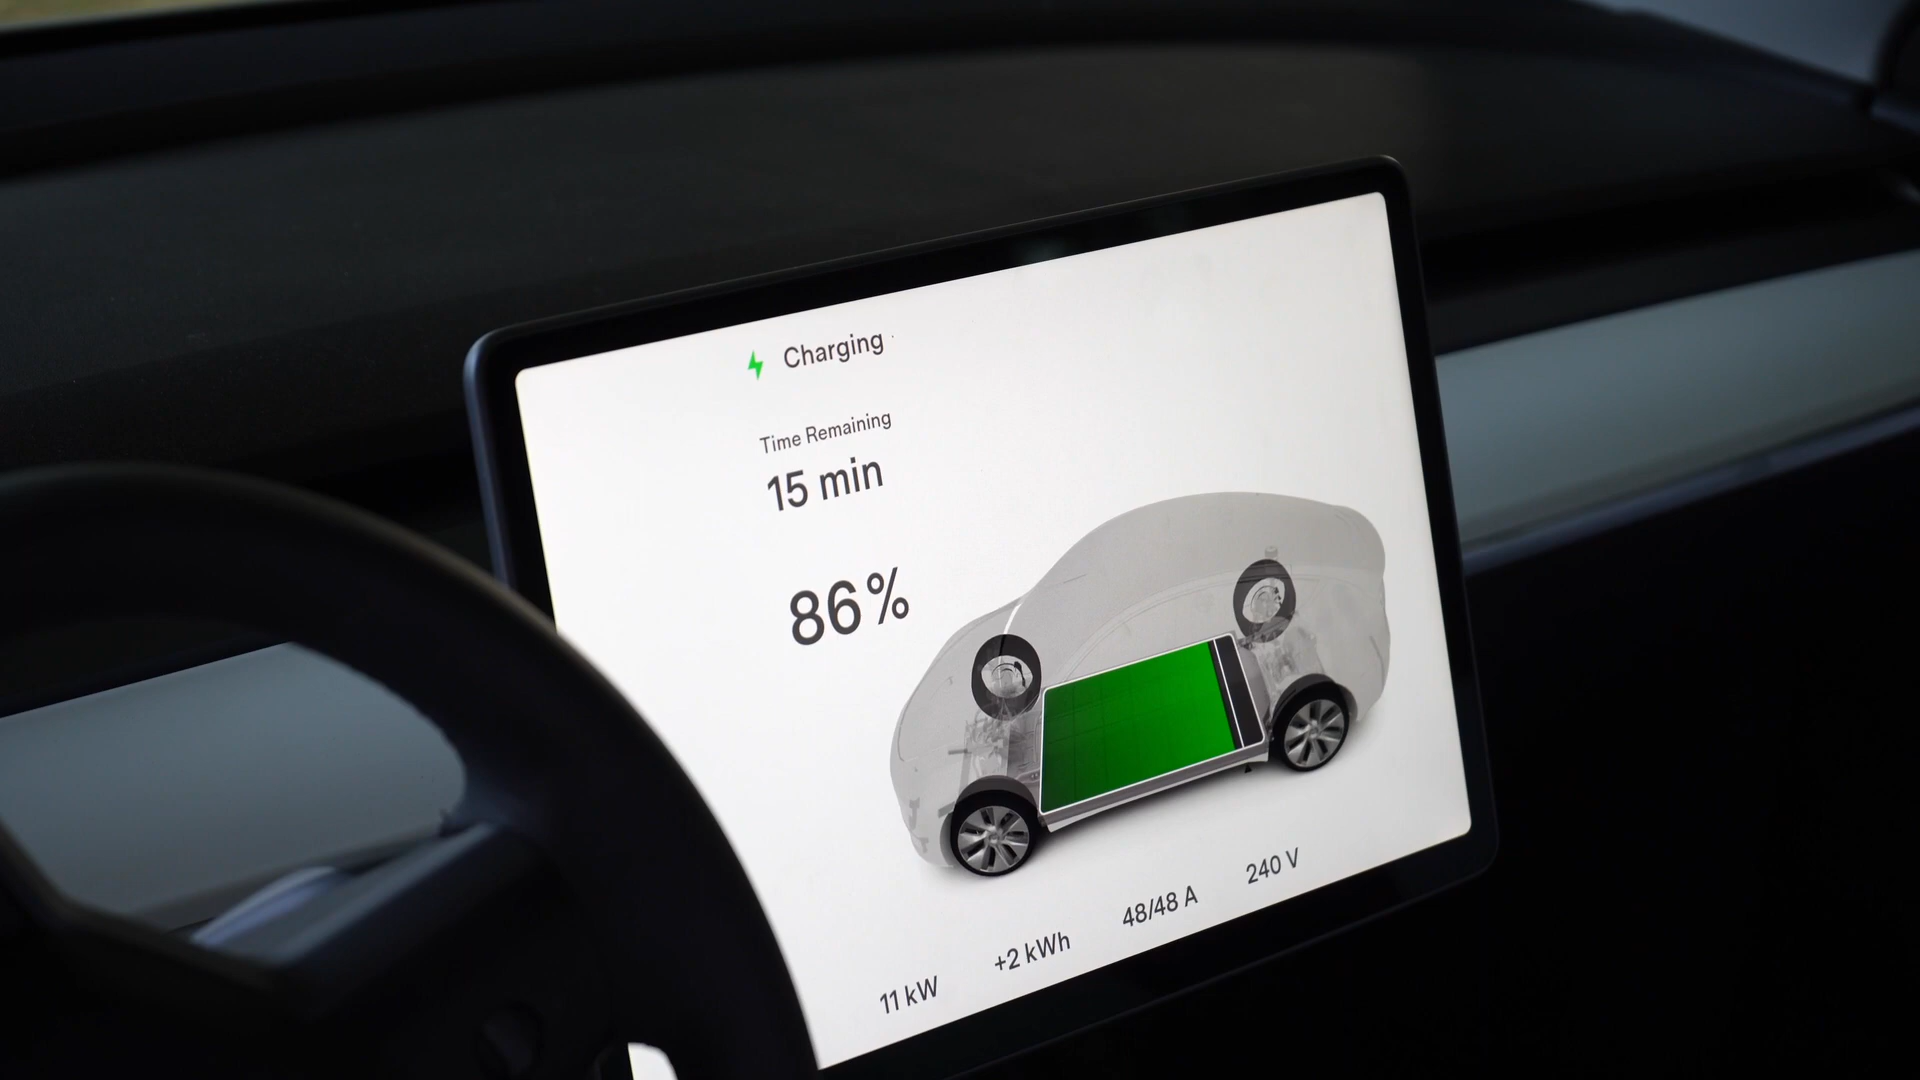 Charging
Time Remaining
15 min
86%
11 kW
+2 kWh
48/48 A
240 V